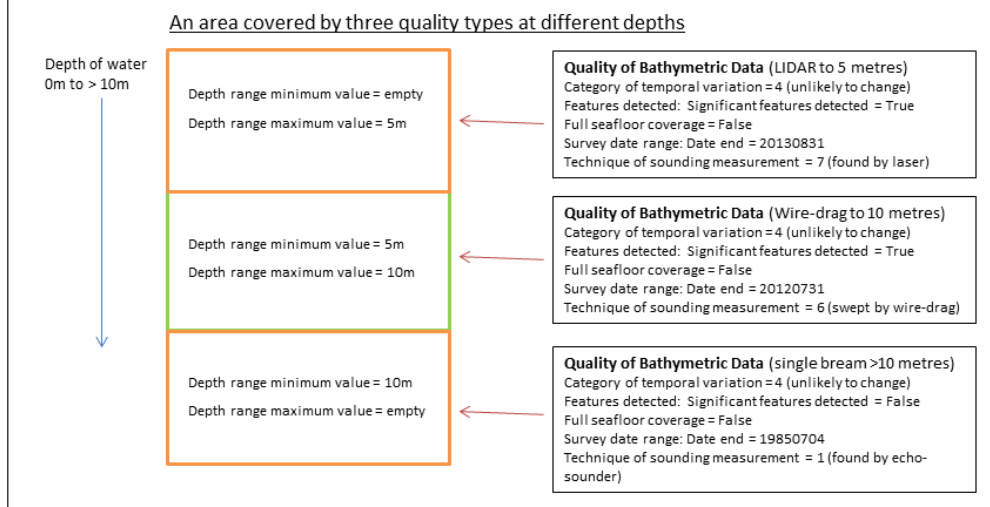 An area covered by three quality types at different depths
Depth of water
0m to > 10m
Depth range minimum value = empty
Depth range maximum value = 5m
Quality of Bathymetric Data (LIDAR to 5 metres)
Category of temporal variation = 4 (unlikely to change)
Features detected: Significant features detected = True
Full seafloor coverage = False
Survey date range: Date end = 20130831
Technique of sounding measurement = 7 (found by laser)
Depth range minimum value = 5m
Depth range maximum value = 10m
Quality of Bathymetric Data (Wire-drag to 10 metres)
Category of temporal variation = 4 (unlikely to change)
Features detected: Significant features detected = True
Full seafloor coverage = False
Survey date range: Date end = 20120731
Technique of sounding measurement = 6 (swept by wire-drag)
Depth range minimum value = 10m
Depth range maximum value = empty
Quality of Bathymetric Data (single bream >10 metres)
Category of temporal variation = 4 (unlikely to change)
Features detected: Significant features detected = False
Full seafloor coverage = False
Survey date range: Date end = 19850704
Technique of sounding measurement = 1 (found by echo-
sounder)